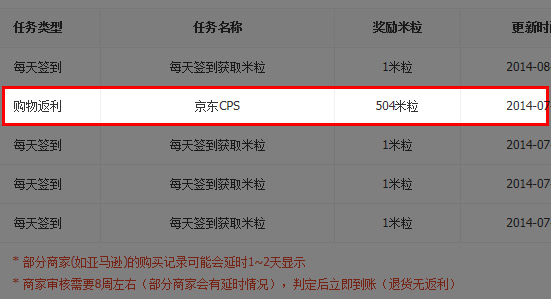 任务类型 任务名称 奖励米粒 更新时
每天签到 每天签到获取米粒 1米粒 2014-08
购物返利 京东CPS 504米粒 2014-07
每天签到 每天签到获取米粒 1米粒 2014-07
每天签到 每天签到获取米粒 1米粒 2014-07
每天签到 每天签到获取米粒 1米粒 2014-07
* 部分商家(如亚马逊)的购买记录可能会延时1~2天显示
* 商家审核需要8周左右（部分商家会有延时情况），判定后立即到账（退货无返利）